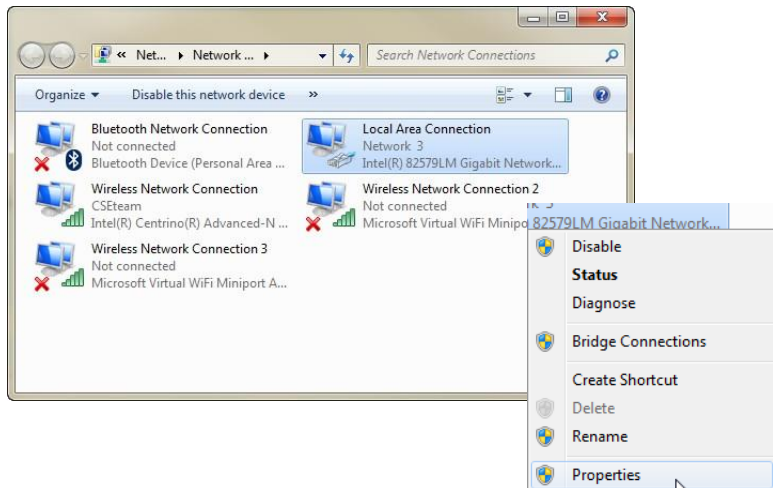 « Net... Network ... Search Network Connections
Organize Disable this network device »
Bluetooth Network Connection
Not connected
Bluetooth Device (Personal Area ...
Local Area Connection
Network 3
Intel(R) 82579LM Gigabit Network...
Wireless Network Connection
CSEteam
Intel(R) Centrino(R) Advanced-N ...
Wireless Network Connection 2
Not connected
Microsoft Virtual WiFi Minipo
Wireless Network Connection 3
Not connected
Microsoft Virtual WiFi Miniport A...
82579LM Gigabit Network...
Disable
Status
Diagnose
Bridge Connections
Create Shortcut
Delete
Rename
Properties